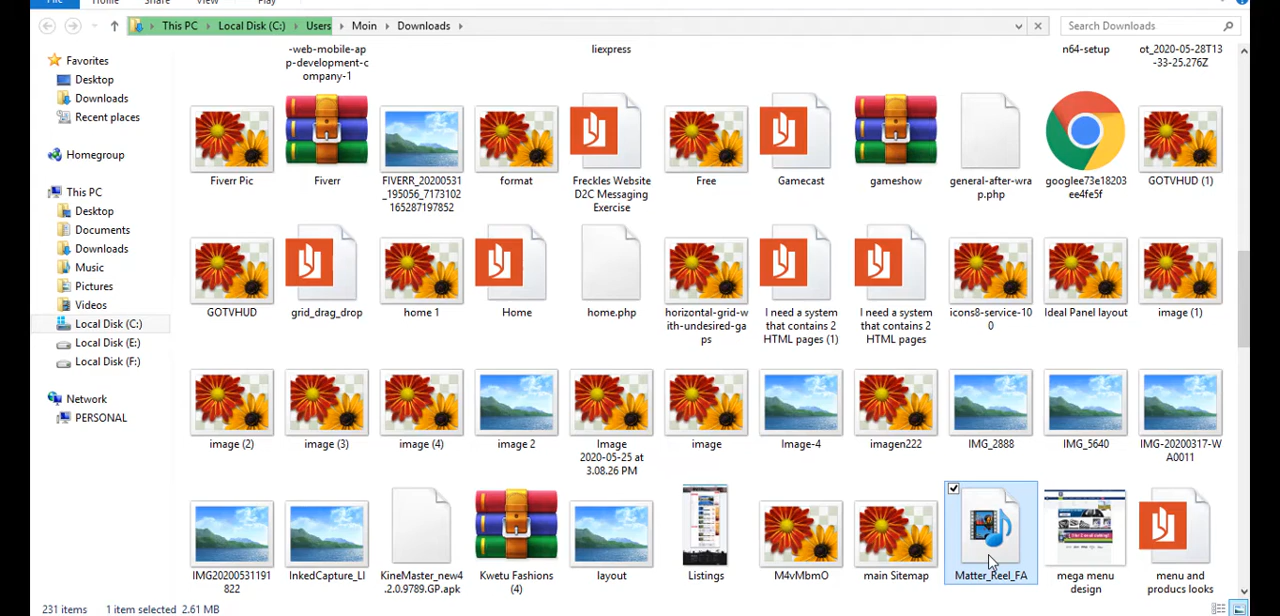 File Home Share View Play
This PC Local Disk (C:) Users Moin Downloads
Search Downloads
Favorites
Desktop
Downloads
Recent places
Homegroup
This PC
Desktop
Documents
Downloads
Music
Pictures
Videos
Local Disk (C:)
Local Disk (E:)
Local Disk (F:)
Network
PERSONAL
-web-mobile-ap
p-development-c
ompany-1
liexpress
n64-setup
ot_2020-05-28T13
-33-25.276Z
Fiverr Pic
Fiverr
FIVERR_20200531
_195056_7173102
165287197852
format
Freckles Website
D2C Messaging
Exercise
Free
Gamecast
gameshow
general-after-wra
p.php
googlee73e18203
ee4fe5f
GOTVHUD (1)
GOTVHUD
grid_drag_drop
home 1
Home
home.php
horizontal-grid-w
ith-undesired-ga
ps
I need a system
that contains 2
HTML pages (1)
I need a system
that contains 2
HTML pages
icons8-service-10
0
Ideal Panel layout
image (1)
image (2)
image (3)
image (4)
image 2
Image
2020-05-25 at
3.08.26 PM
image
Image-4
imagen222
IMG_2888
IMG_5640
IMG-20200317-W
A0011
IMG20200531191
822
InkedCapture_LI
KineMaster_new4
.2.0.9789.GP.apk
Kwetu Fashions
(4)
layout
Listings
M4vMbmO
main Sitemap
Matter_Reel_FA
mega menu
design
menu and
producs looks
231 items 1 item selected 2.61 MB